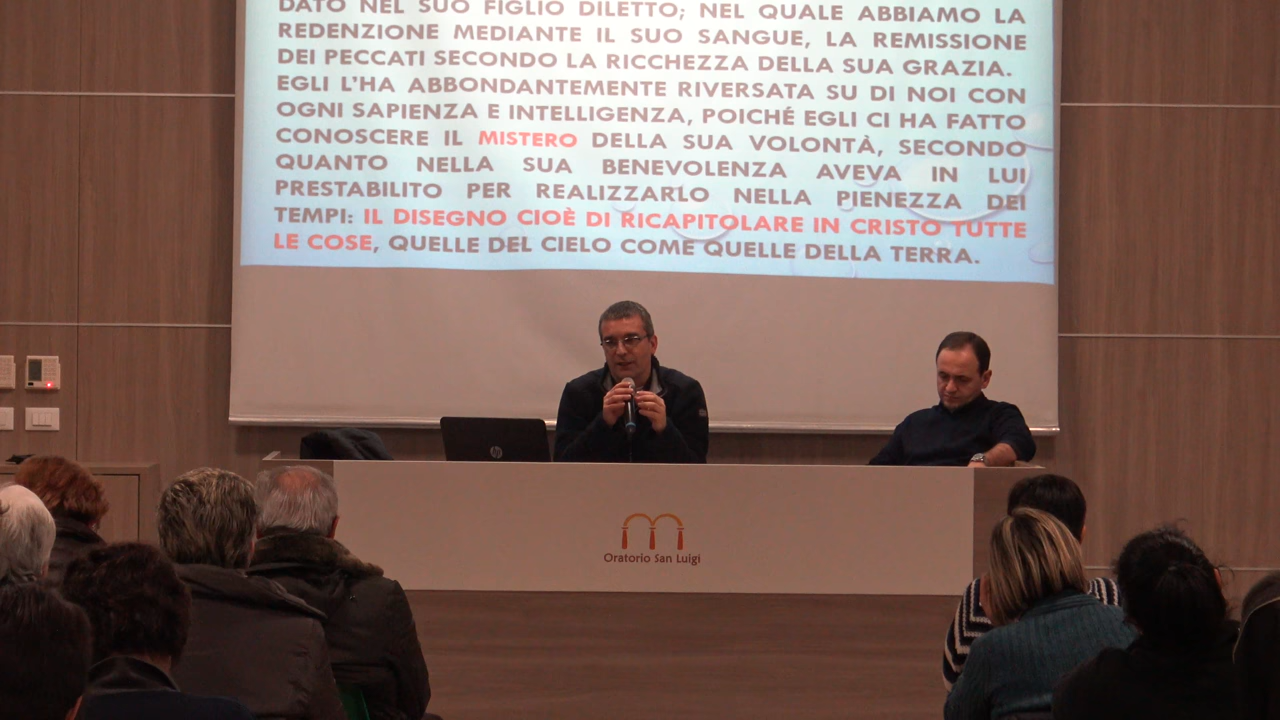 DATO NEL SUO FIGLIO DILETTO; NEL QUALE ABBIAMO LA
REDENZIONE MEDIANTE IL SUO SANGUE, LA REMISSIONE
DEI PECCATI SECONDO LA RICCHEZZA DELLA SUA GRAZIA.
EGLI L'HA ABBONDANTEMENTE RIVERSATA SU DI NOI CON
OGNI SAPIENZA E INTELLIGENZA, POICHÉ EGLI CI HA FATTO
CONOSCERE IL MISTERO DELLA SUA VOLONTÀ, SECONDO
QUANTO NELLA SUA BENEVOLENZA AVEVA IN LUI
PRESTABILITO PER REALIZZARLO NELLA PIENEZZA DEI
TEMPI: IL DISEGNO CIOÈ DI RICAPITOLARE IN CRISTO TUTTE
LE COSE, QUELLE DEL CIELO COME QUELLE DELLA TERRA.
hp
Oratorio San Luigi